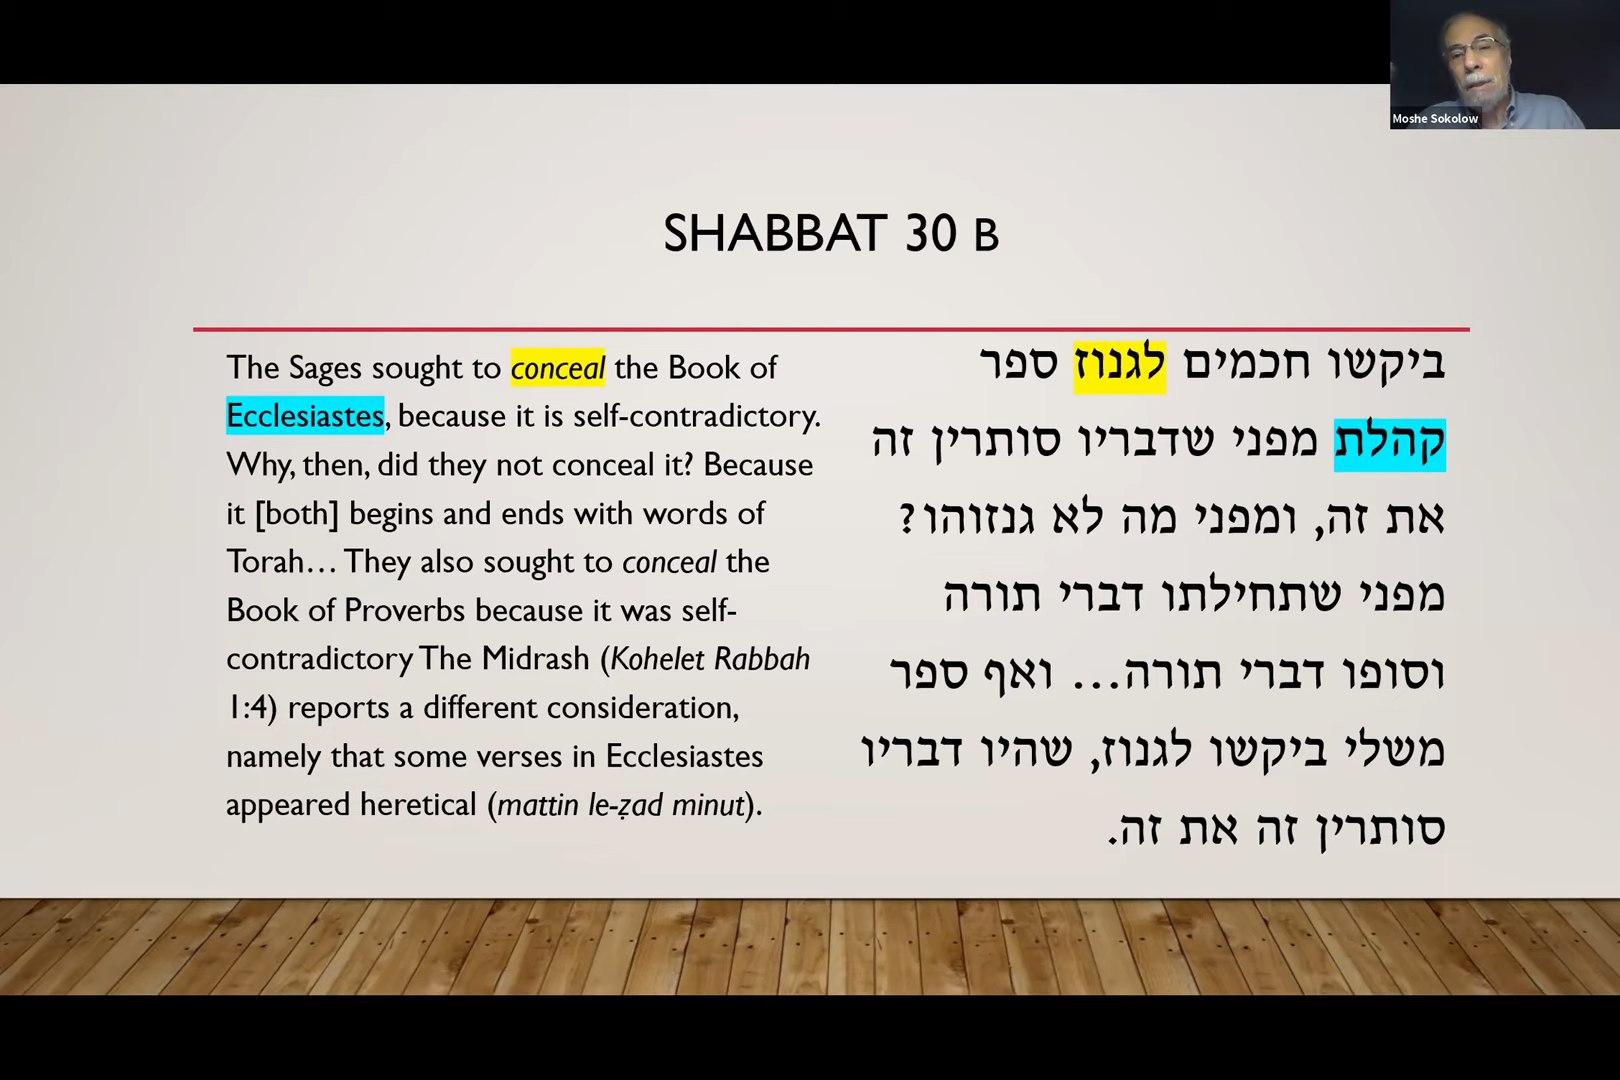 Moshe Sokolow
SHABBAT 30 B
The Sages sought to conceal the Book of
Ecclesiastes, because it is self-contradictory.
Why, then, did they not conceal it? Because
it [both] begins and ends with words of
Torah… They also sought to conceal the
Book of Proverbs because it was self-
contradictory The Midrash (Kohelet Rabbah
1:4) reports a different consideration,
namely that some verses in Ecclesiastes
appeared heretical (mattin le-ẓad minut).
ביקשו חכמים לגנוז ספר
קהלת מפני שדבריו סותרין זה
את זה, ומפני מה לא גנזוהו?
מפני שתחילתו דברי תורה
וסופו דברי תורה… ואף ספר
משלי ביקשו לגנוז, שהיו דבריו
סותרין זה את זה.